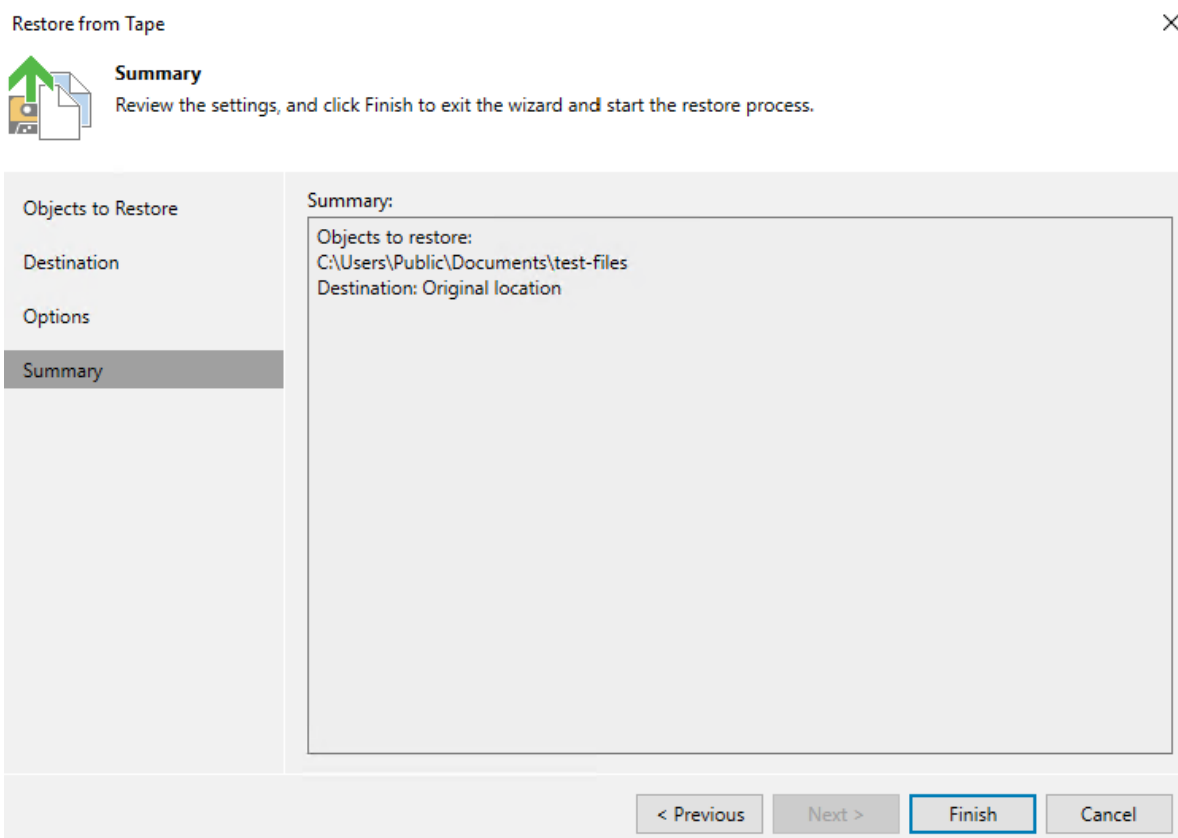 Restore from Tape
Summary
Review the settings, and click Finish to exit the wizard and start the restore process.
Objects to Restore
Destination
Options
Summary
Summary:
Objects to restore:
C:\Users\Public\Documents\test-files
Destination: Original location
< Previous
Next >
Finish
Cancel